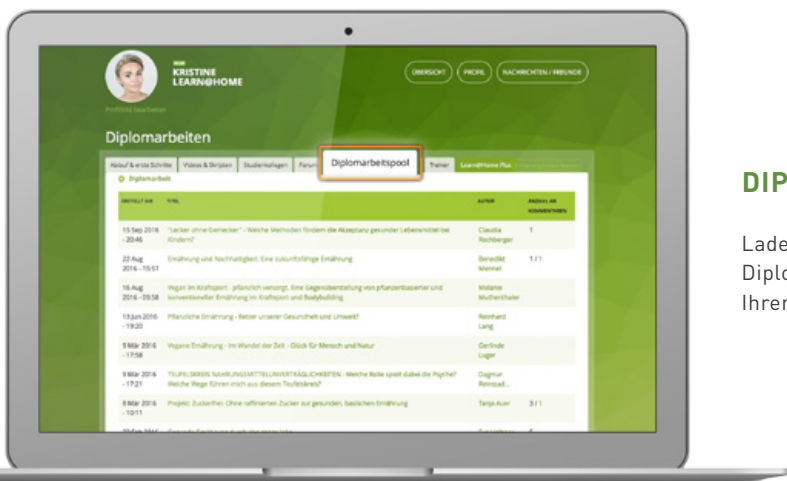 KRISTINE
LEARN@HOME
ÜBERSICHT
PROFIL
NACHRICHTEN / FREUNDE
Profilbild bearbeiten
Diplomarbeiten
Ablauf & erste Schritte
Videos & Skripten
Studienkollegen
Forum
Diplomarbeitspool
Trainer
Learn@Home Plus
Diplomarbeit
ERSTELLT AM TITEL AUTOR ANZAHL AN
KOMMENTAREN
15 Sep 2016 "Lecker ohne Gemecker" - Welche Methoden fördern die Akzeptanz gesunder Lebensmittel bei Claudia 1
- 20:46 Kindern? Rechberger
22 Aug Ernährung und Nachhaltigkeit: Eine zukunftsfähige Ernährung Benedikt 1 / 1
2016 - 15:57 Mennel
16 Aug Vegan im Kraftsport - pflanzlich versorgt. Eine Gegenüberstellung von pflanzenbasierter und Melanie
2016 - 09:58 konventioneller Ernährung im Kraftsport und Bodybuilding Muthersthaler
13 Jun 2016 Pflanzliche Ernährung - Retter unserer Gesundheit und Umwelt? Reinhard
- 19:20 Lang
9 Mär 2016 Vegane Ernährung - Im Wandel der Zeit - Glück für Mensch und Natur Gerlinde
- 17:58 Luger
9 Mär 2016 TEUFELSKREIS NAHRUNGSMITTELUNVERTRÄGLICHKEITEN - Welche Rolle spielt dabei die Psyche? Dagmar
- 17:21 Welche Wege führen mich aus diesem Teufelskreis? Reinstad...
8 Mär 2016 Projekt: Zuckerfrei: Ohne raffinierten Zucker zur gesunden, basischen Ernährung Tanja Auer 3 / 1
- 10:11
DIP
Lade
Diplo
Ihrer